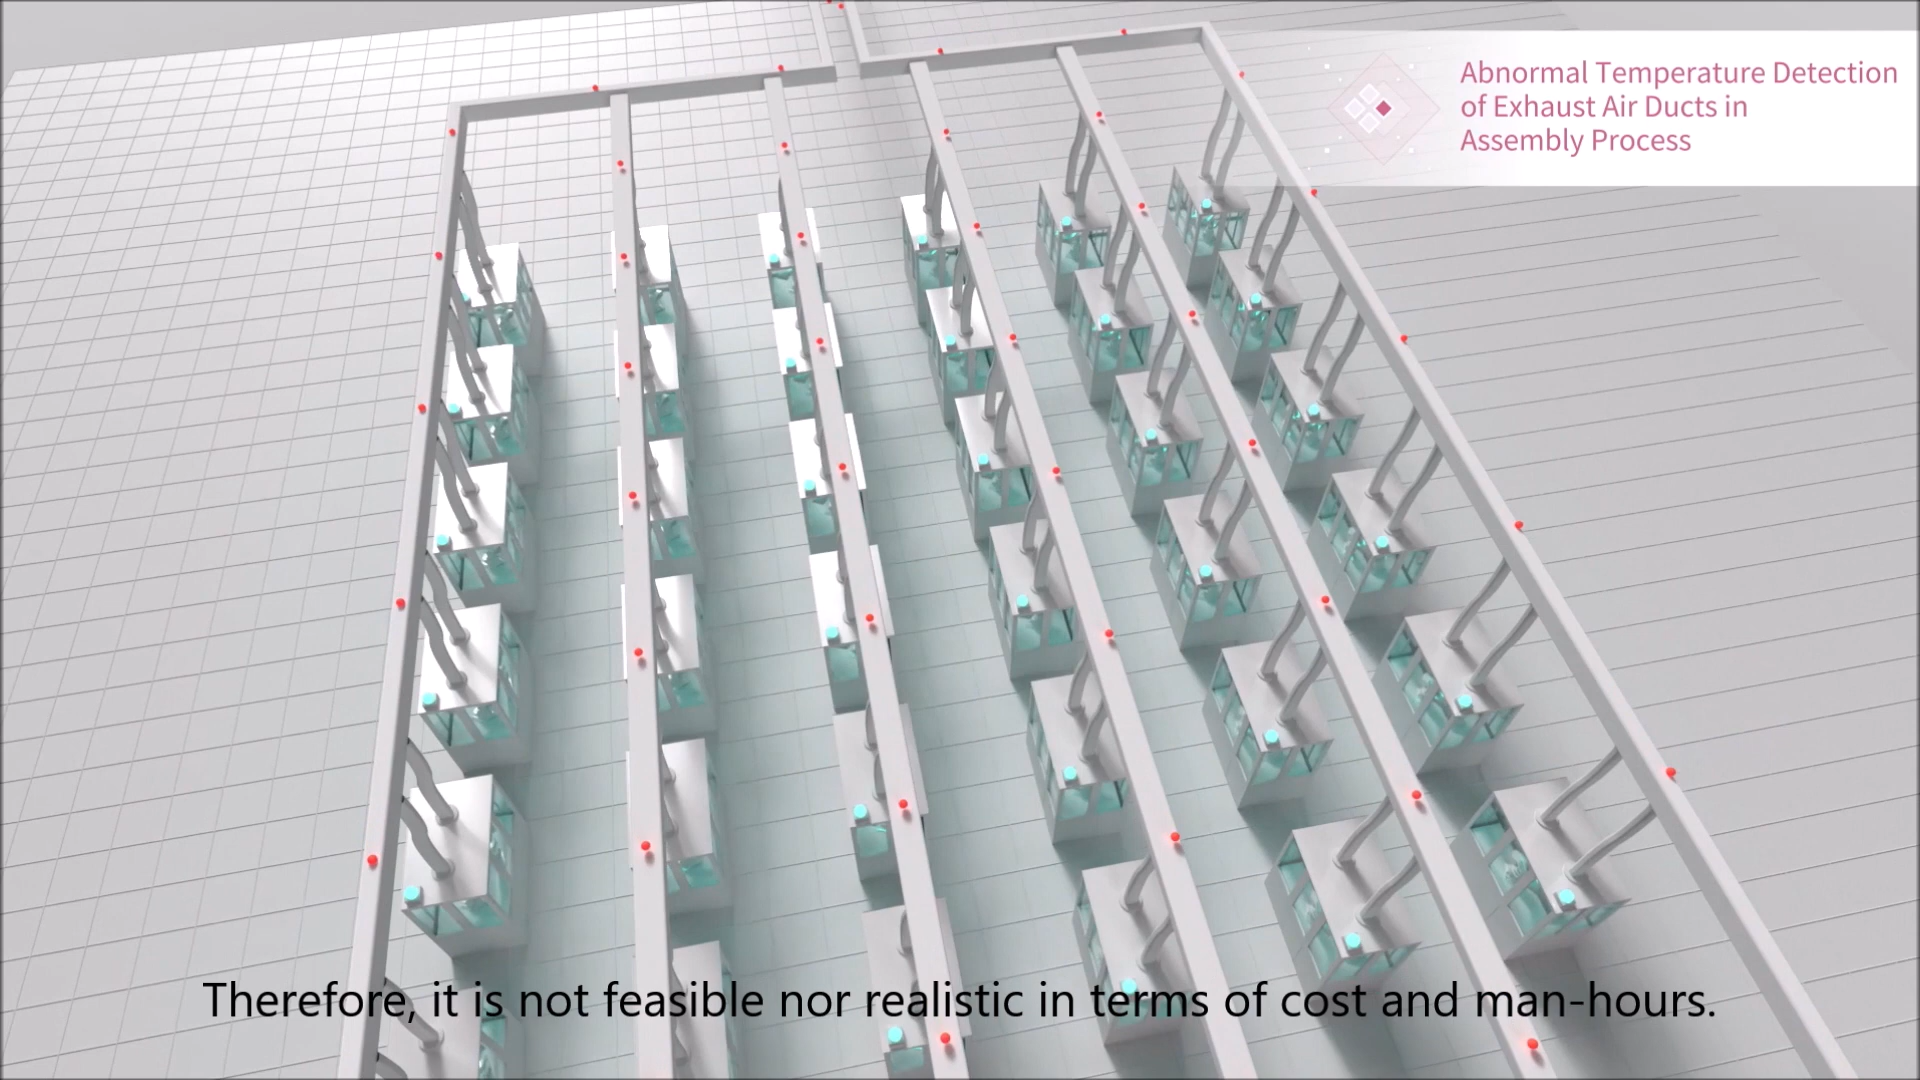 Abnormal Temperature Detection
of Exhaust Air Ducts in
Assembly Process
Therefore, it is not feasible nor realistic in terms of cost and man-hours.